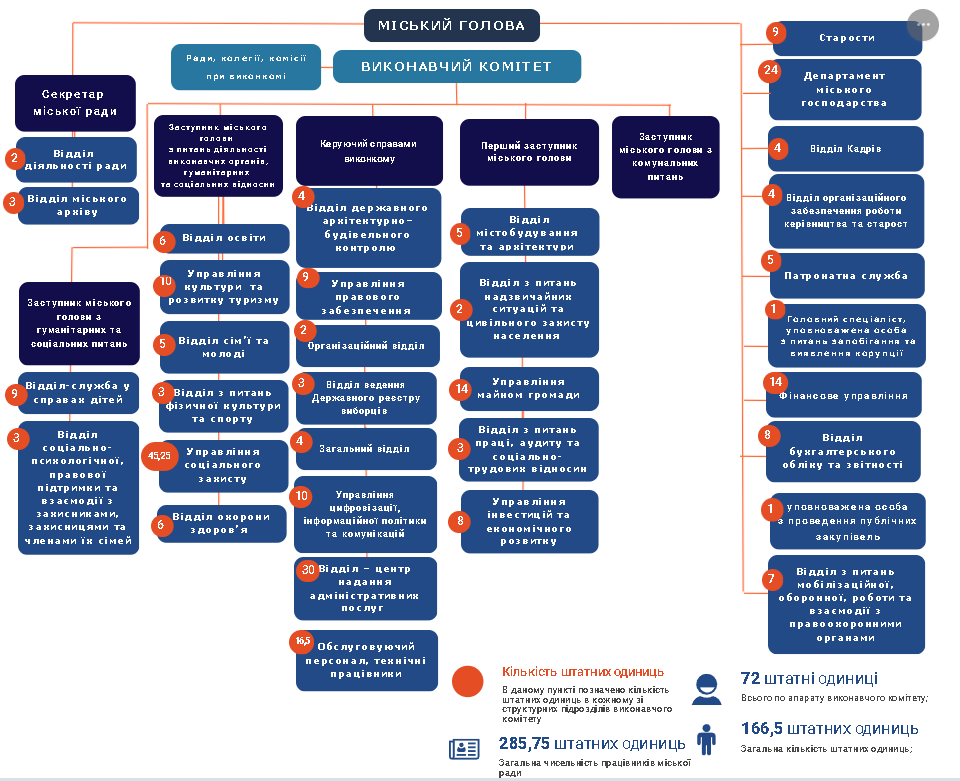 МІСЬКИЙ ГОЛОВА
Ради, колегії, комісії
при виконкомі
ВИКОНАВЧИЙ КОМІТЕТ
Секретар
міської ради
2
Відділ
діяльності ради
3
Відділ міського
архіву
Заступник міського
голови з
гуманітарних та
соціальних питань
9
Відділ-служба у
справах дітей
3
Відділ
соціально-
психологічної,
правової
підтримки та
взаємодії з
захисниками,
захисницями та
членами їх сімей
Заступник міського
голови
з питань діяльності
виконавчих органів,
гуманітарних
та соціальних відносин
6
Відділ освіти
10
Управління
культури та
розвитку туризму
5
Відділ сім'ї та
молоді
3
Відділ з питань
фізичної культури
та спорту
45,25
Управління
соціального
захисту
6
Відділ охорони
здоров'я
Керуючий справами
виконкому
4
Відділ державного
архітектурно-
будівельного
контролю
9
Управління
правового
забезпечення
2
Організаційний відділ
3
Відділ ведення
Державного реєстру
виборців
4
Загальний відділ
10
Управління
цифровізації,
інформаційної політики
та комунікацій
30
Відділ – центр
надання
адміністративних
послуг
16,5
Обслуговуючий
персонал, технічні
працівники
Перший заступник
міського голови
5
Відділ
містобудування
та архітектури
2
Відділ з питань
надзвичайних
ситуацій та
цивільного захисту
населення
14
Управління
майном громади
3
Відділ з питань
праці, аудиту та
соціально-
трудових відносин
8
Управління
інвестицій та
економічного
розвитку
Заступник
міського голови з
комунальних
питань
9
Старости
24
Департамент
міського
господарства
4
Відділ Кадрів
4
Відділ організаційного
забезпечення роботи
керівництва та старост
5
Патронатна служба
1
Головний спеціаліст,
уповноважена особа
з питань запобігання та
виявлення корупції
14
Фінансове управління
8
Відділ
бухгалтерського
обліку та звітності
1
уповноважена особа
з проведення публічних
закупівель
7
Відділ з питань
мобілізаційної,
оборонної, роботи та
взаємодії з
правоохоронними
органами
Кількість штатних одиниць
В даному пункті позначено кількість
штатних одиниць в кожному зі
структурних підрозділів виконавчого
комітету
285,75 штатних одиниць
Загальна чисельність працівників міської
ради
72 штатні одиниці
Всього по апарату виконавчого комітету;
166,5 штатних одиниць
Загальна кількість штатних одиниць;